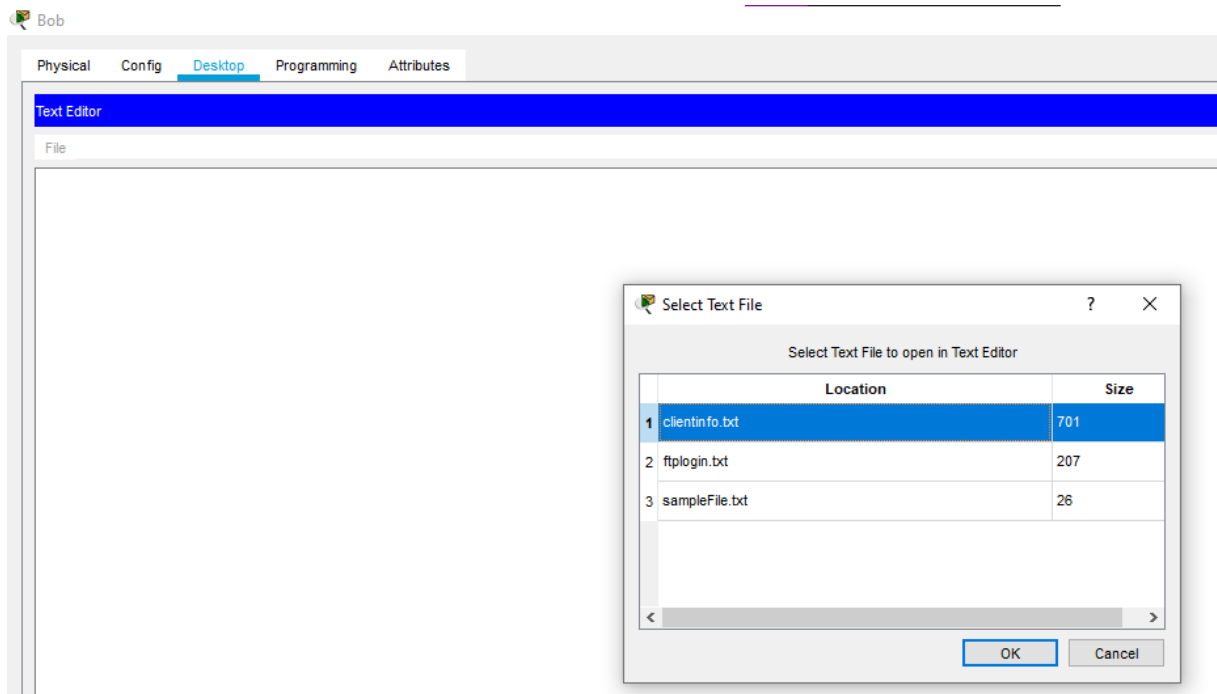 Bob
Physical Config Desktop Programming Attributes
Text Editor
File
Select Text File ?
Select Text File to open in Text Editor
Location Size
1 clientinfo.txt 701
2 ftplogin.txt 207
3 sampleFile.txt 26
OK Cancel